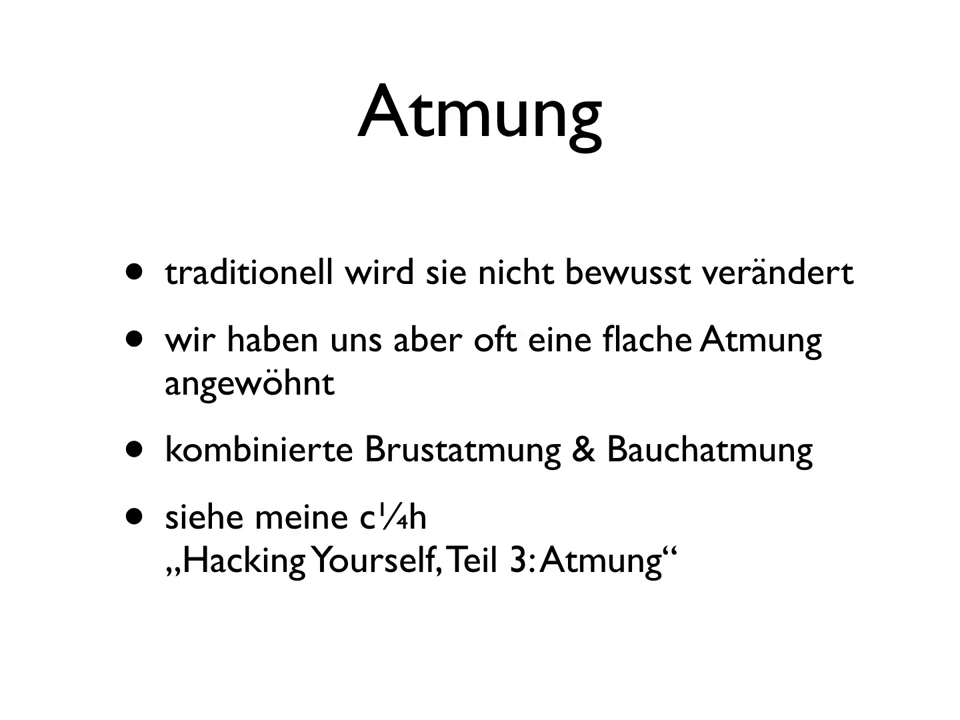 Atmung
• traditionell wird sie nicht bewusst verändert
• wir haben uns aber oft eine flache Atmung
angewöhnt
• kombinierte Brustatmung & Bauchatmung
• siehe meine c¼h
„Hacking Yourself, Teil 3: Atmung“